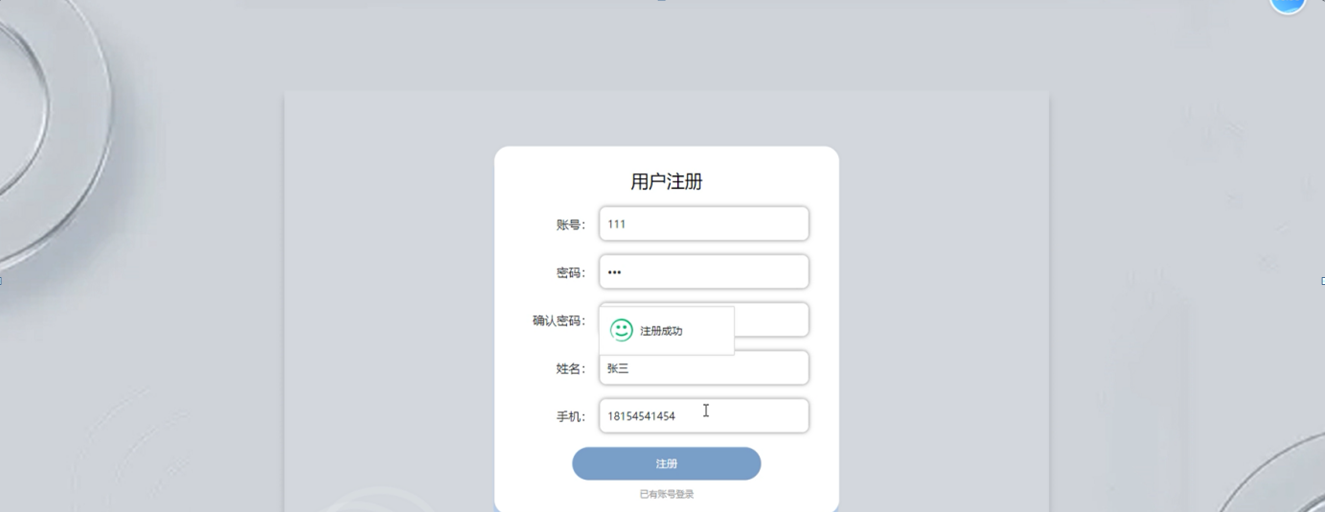 用户注册
账号： 111
密码： •••
确认密码：
注册成功
姓名： 张三
手机： 18154541454
注册
已有账号登录